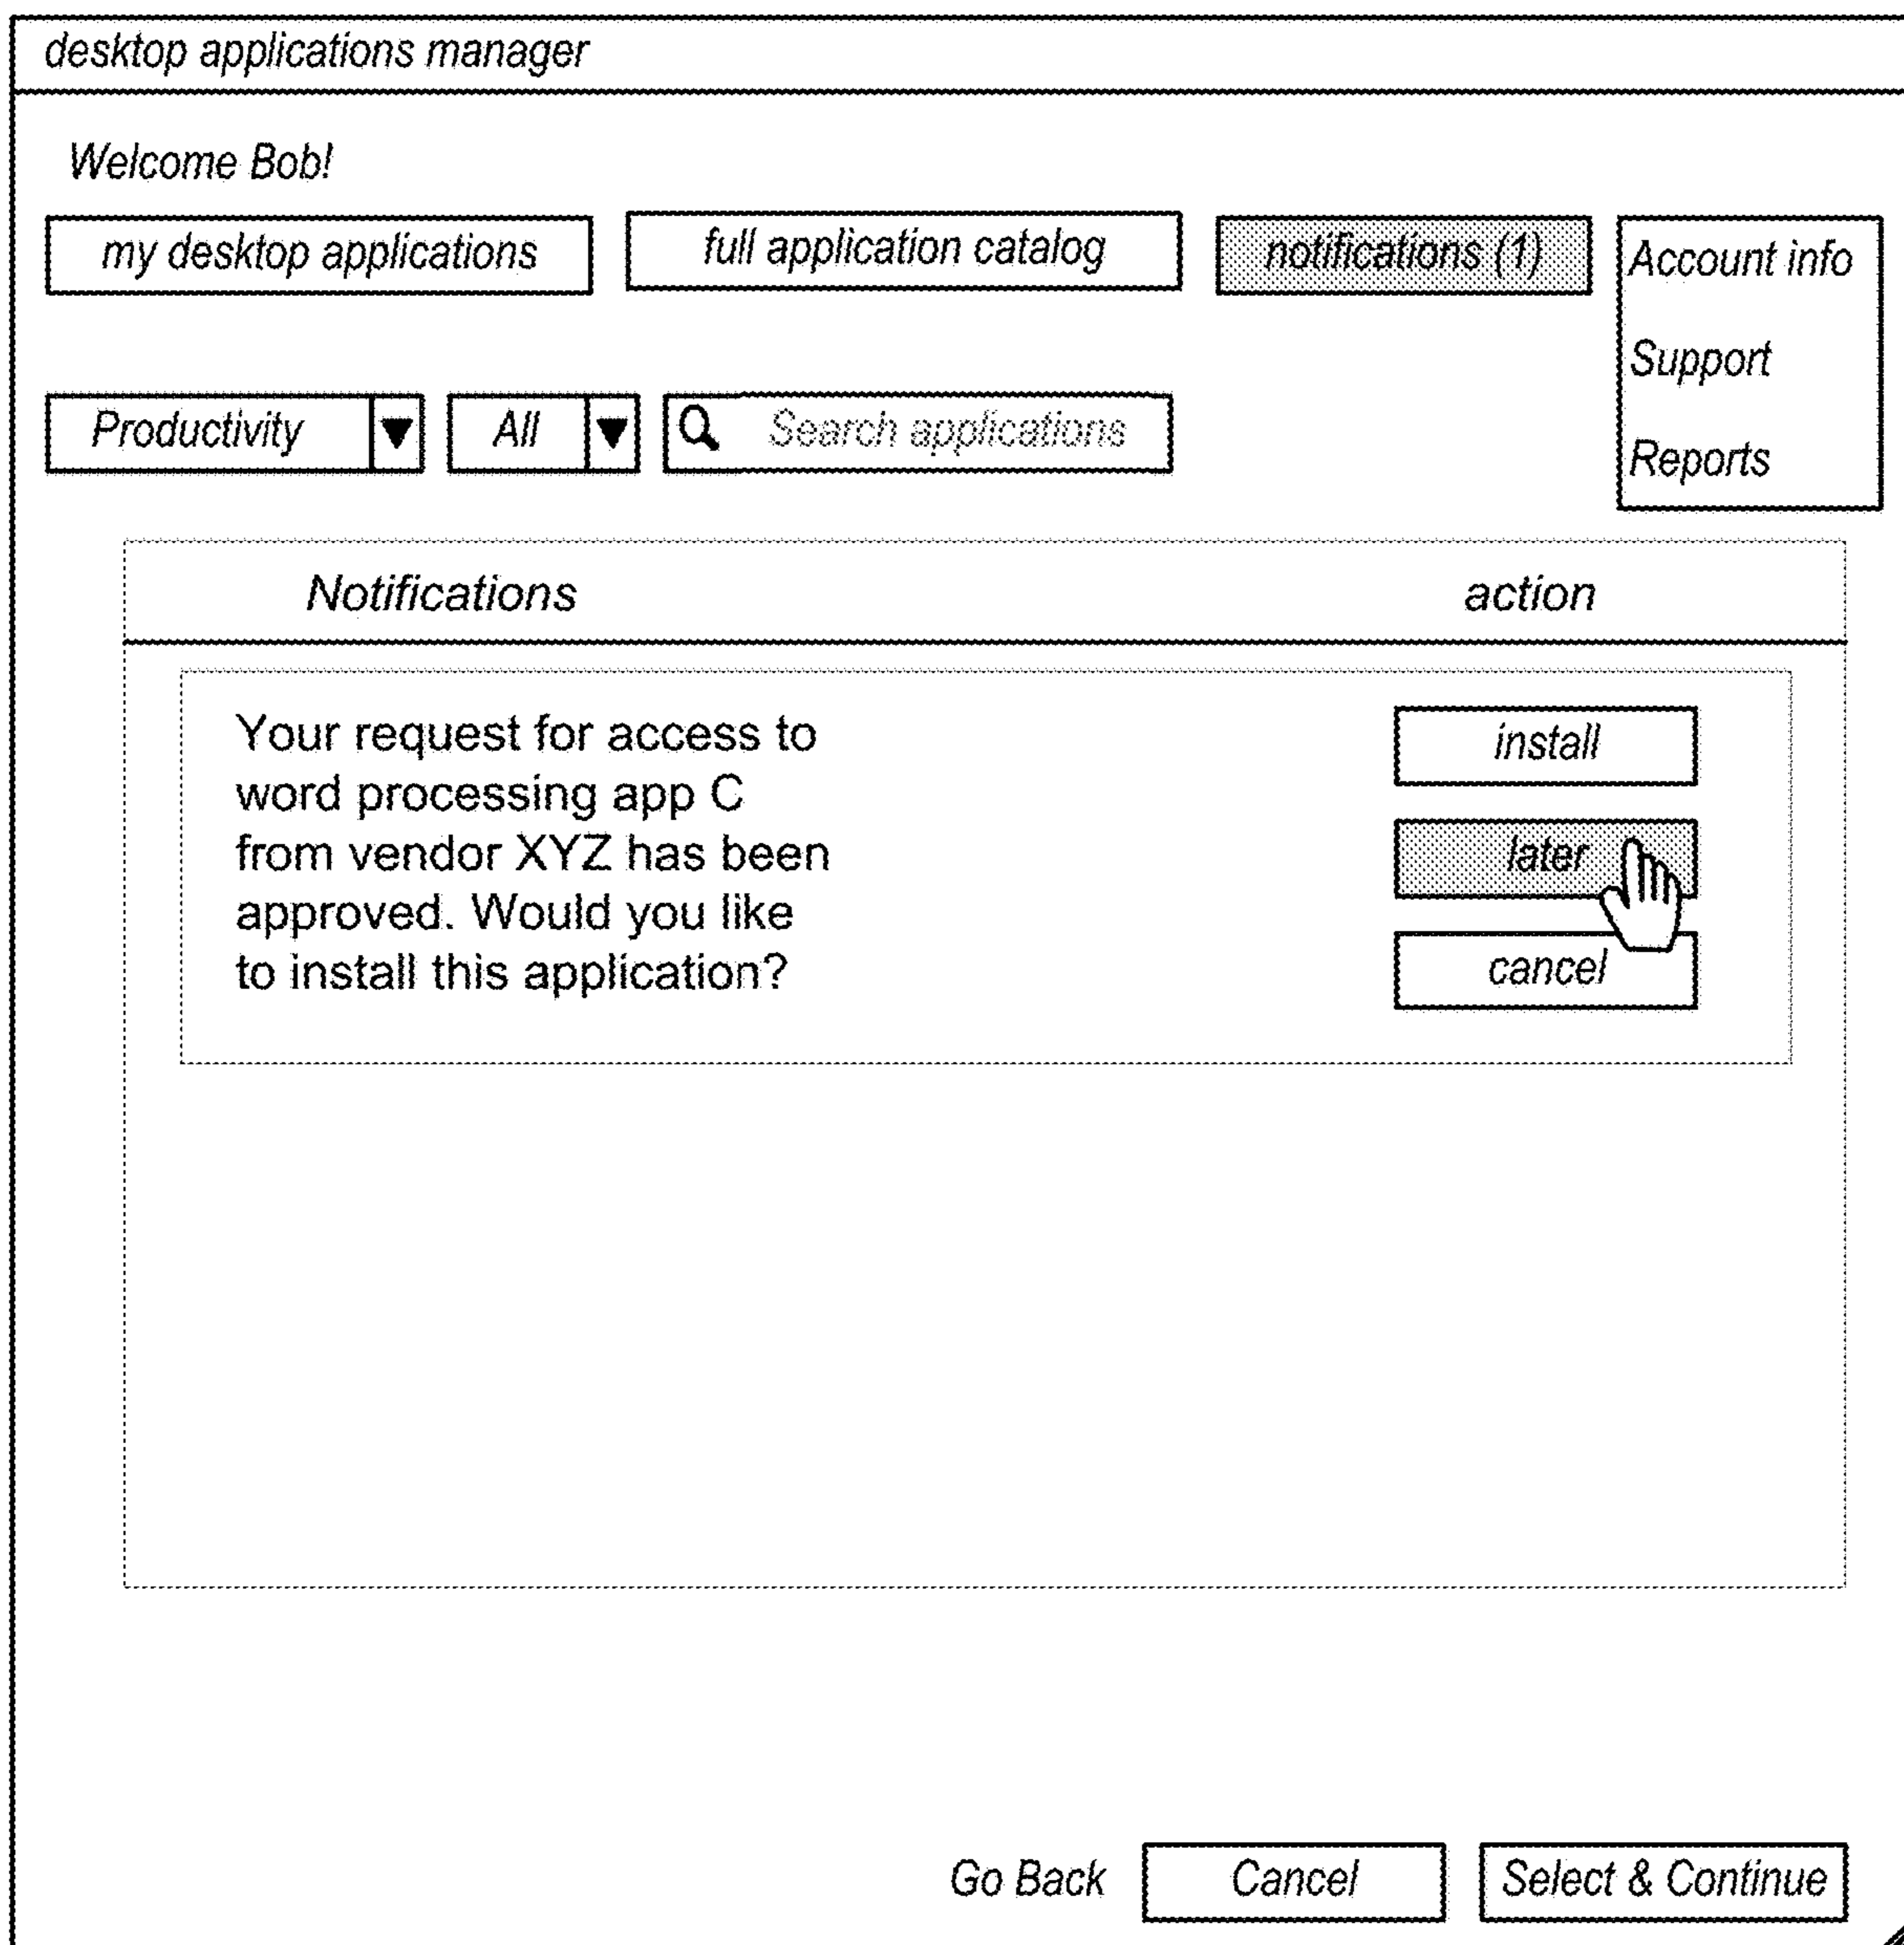 desktop applications manager
Welcome Bob!
my desktop applications
full application catalog
notifications (1)
Account info
Support
Reports
Productivity
All
Search applications
Notifications
action
Your request for access to
word processing app C
from vendor XYZ has been
approved. Would you like
to install this application?
install
later
cancel
Go Back
Cancel
Select & Continue